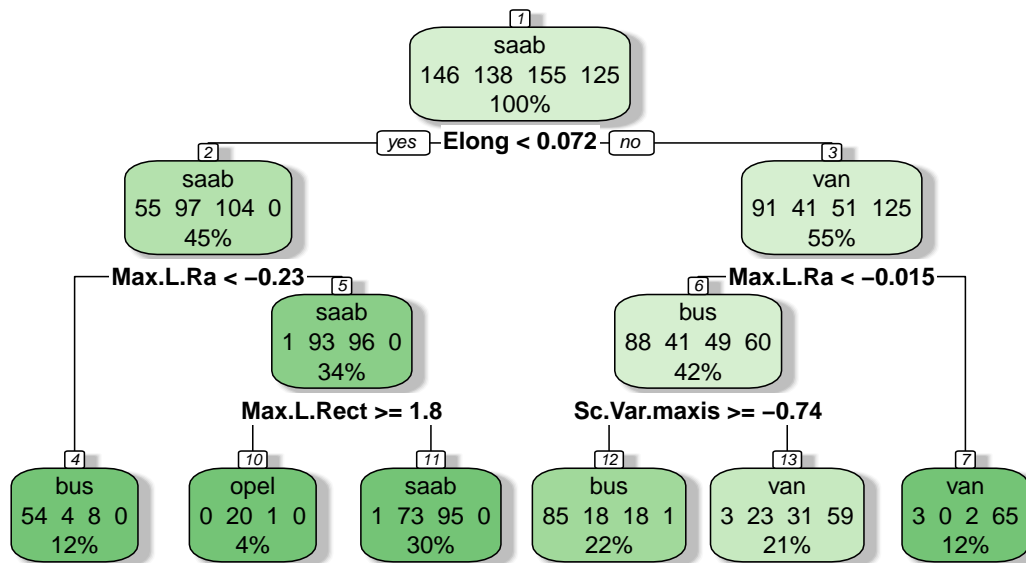 1
saab
146 138 155 125
100%
yes Elong < 0.072 no
2
saab
55 97 104 0
45%
3
van
91 41 51 125
55%
Max.L.Ra < −0.23
Max.L.Ra < −0.015
5
saab
1 93 96 0
34%
6
bus
88 41 49 60
42%
Max.L.Rect >= 1.8
Sc.Var.maxis >= −0.74
4
bus
54 4 8 0
12%
10
opel
0 20 1 0
4%
11
saab
1 73 95 0
30%
12
bus
85 18 18 1
22%
13
van
3 23 31 59
21%
7
van
3 0 2 65
12%